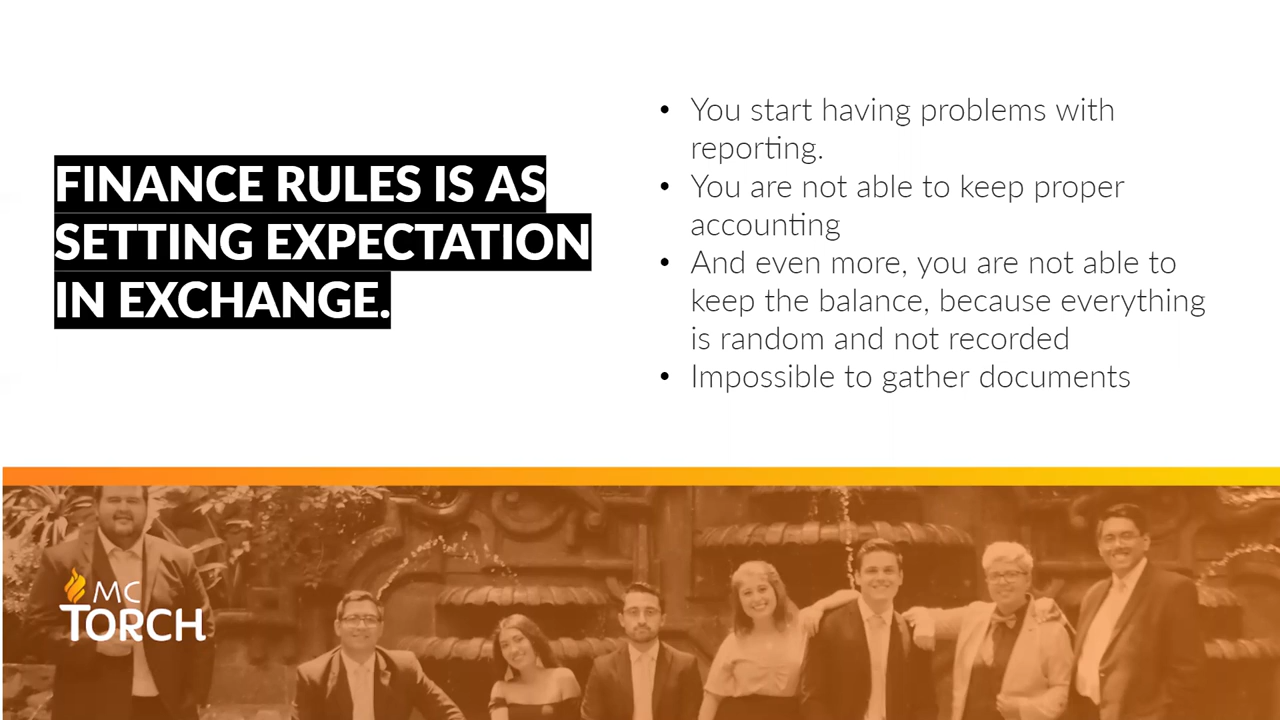 FINANCE RULES IS AS
SETTING EXPECTATION
IN EXCHANGE.
• You start having problems with
reporting.
• You are not able to keep proper
accounting
• And even more, you are not able to
keep the balance, because everything
is random and not recorded
• Impossible to gather documents
MC
TORCH